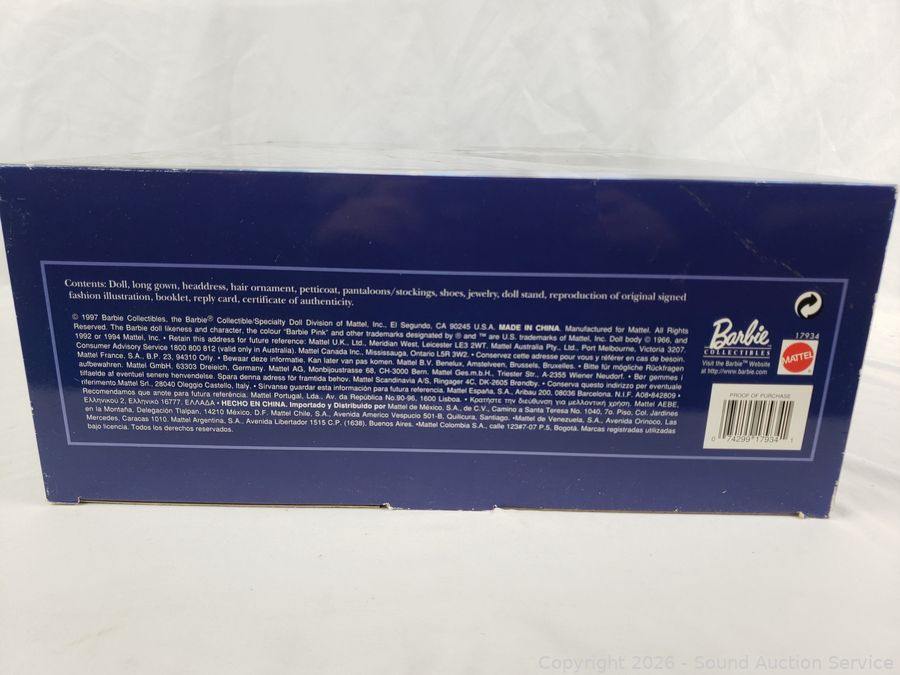 Contents: Doll, long gown, headdress, hair ornament, petticoat, pantaloons/stockings, shoes, jewelry, doll stand, reproduction of original signed
fashion illustration, booklet, reply card, certificate of authenticity.
© 1997 Barbie Collectibles, the Barbie® Collectible/Specialty Doll Division of Mattel, Inc., El Segundo, CA 90245 U.S.A. MADE IN CHINA. Manufactured for Mattel. All Rights
Reserved. The Barbie doll likeness and character, the colour "Barbie Pink" and other trademarks designated by ® and ™ are U.S. trademarks of Mattel, Inc. Doll body © 1966, and
1992 or 1994 Mattel, Inc. • Retain this address for future reference: Mattel U.K., Ltd., Meridian West, Leicester LE3 2WT. Mattel Australia Pty., Ltd., Port Melbourne, Victoria 3207.
Consumer Advisory Service 1800 800 812 (valid only in Australia). Mattel Canada Inc., Mississauga, Ontario L5R 3W2. • Conservez cette adresse pour vous y référer en cas de besoin.
Mattel France, S.A., B.P. 23, 94310 Orly. • Bewaar deze informatie. Kan later van pas komen. Mattel B.V. Benelux, Amstelveen, Brussels, Bruxelles. • Bitte für mögliche Rückfragen
aufbewahren. Mattel GmbH, 63303 Dreieich, Germany. Mattel AG, Monbijoustrasse 68, CH-3000 Bern. Mattel Ges.m.b.H., Triester Str., A-2355 Wiener Neudorf. • Bør gemmes i
tilfælde af eventuel senere henvendelse. Spara denna adress för framtida behov. Mattel Scandinavia A/S, Ringager 4C, DK-2605 Brøndby. • Conserva questo indirizzo per eventuale
riferimento. Mattel Srl., 28040 Oleggio Castello, Italy. • Sírvanse guardar esta información para futura referencia. Mattel España, S.A., Aribau 200, 08036 Barcelona. N.I.F. A08-842809 •
Recomendamos que anote para futura referência. Mattel Portugal, Ltda., Av. da República No.90-96, 1600 Lisboa. • Κρατήστε την διεύθυνση για μελλοντική χρήση. Mattel AEBE,
Ελληνικού 2, Ελληνικό 16777, ΕΛΛΑΔΑ • HECHO EN CHINA. Importado y Distribuido por Mattel de México, S.A., de C.V., Camino a Santa Teresa No. 1040, 7o. Piso, Col. Jardines
en la Montaña, Delegación Tlalpan, 14210 México, D.F. Mattel Chile, S.A., Avenida Americo Vespucio 501-B, Quilicura, Santiago. •Mattel de Venezuela, S.A., Avenida Orinoco, Las
Mercedes, Caracas 1010. Mattel Argentina, S.A., Avenida Libertador 1515 C.P. (1638), Buenos Aires. •Mattel Colombia S.A., calle 123#7-07 P.5, Bogotá. Marcas registradas utilizadas
bajo licencia. Todos los derechos reservados.
Barbie
COLLECTIBLES
Visit the Barbie™ Website
at http://www.barbie.com
17934
MATTEL
PROOF OF PURCHASE
0 74299 17934 1
Copyright 2026 - Sound Auction Service